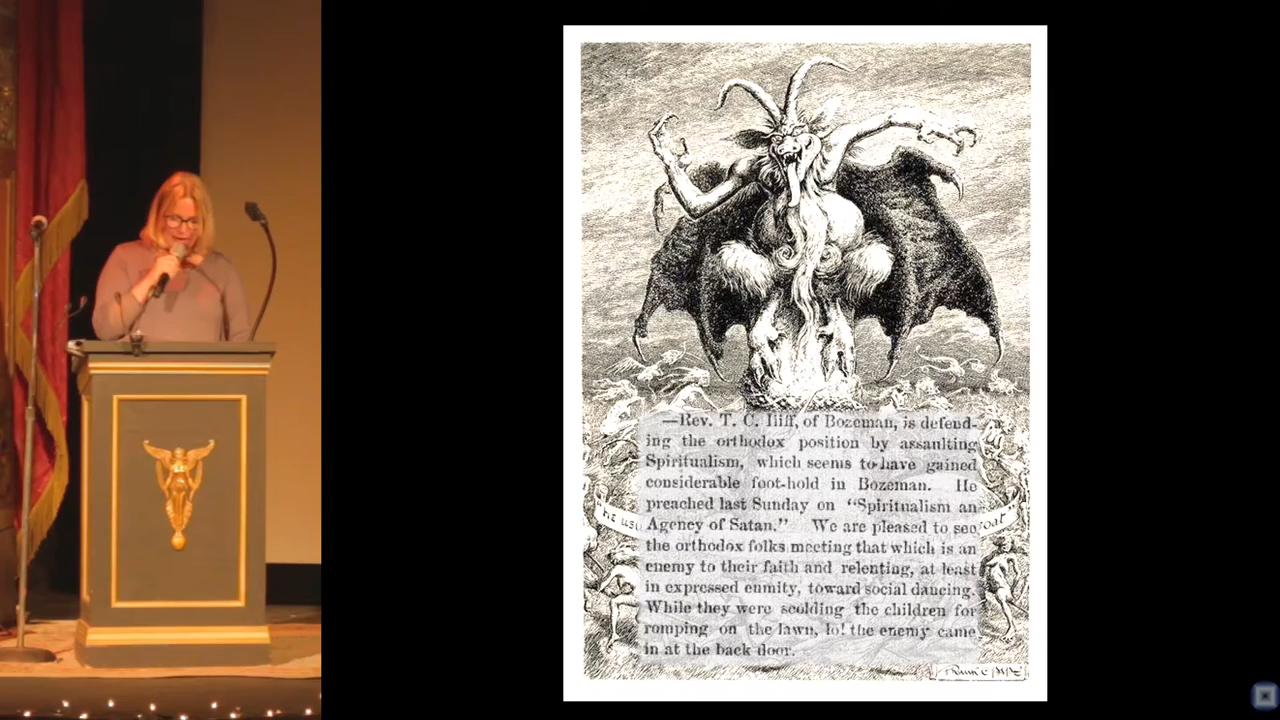 —Rev. T. C. Iliff, of Bozeman, is defend-
ing the orthodox position by assaulting
Spiritualism, which seems to have gained
considerable foot-hold in Bozeman. He
preached last Sunday on “Spiritualism an
Agency of Satan.” We are pleased to see
the orthodox folks meeting that which is an
enemy to their faith and relenting, at least
in expressed enmity, toward social dancing.
While they were scolding the children for
romping on the lawn, lo! the enemy came
in at the back door.